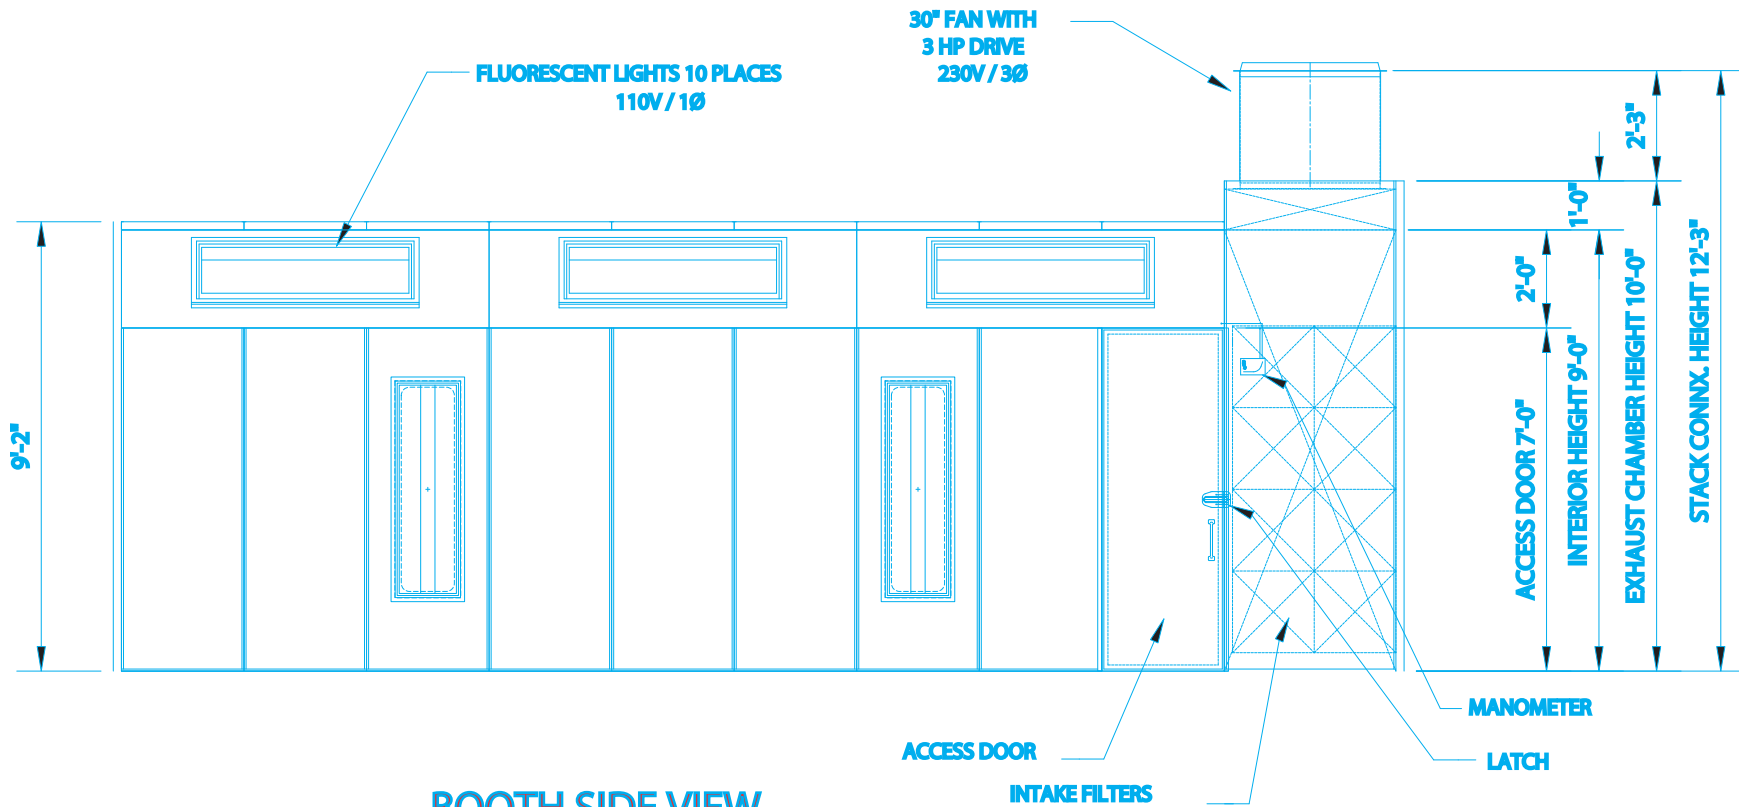 30" FAN WITH
3 HP DRIVE
230V / 3Ø
FLUORESCENT LIGHTS 10 PLACES
110V / 1Ø
2'-3"
1'-0"
2'-0"
9'-2"
ACCESS DOOR 7'-0"
INTERIOR HEIGHT 9'-0"
EXHAUST CHAMBER HEIGHT 10'-0"
STACK CONNX. HEIGHT 12'-3"
MANOMETER
ACCESS DOOR
LATCH
INTAKE FILTERS
BOOTH SIDE VIEW